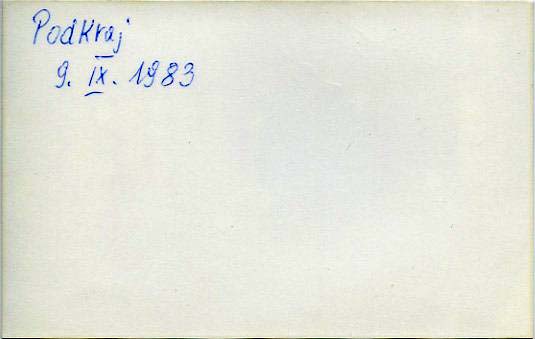 Podkraj
9. IX. 1983